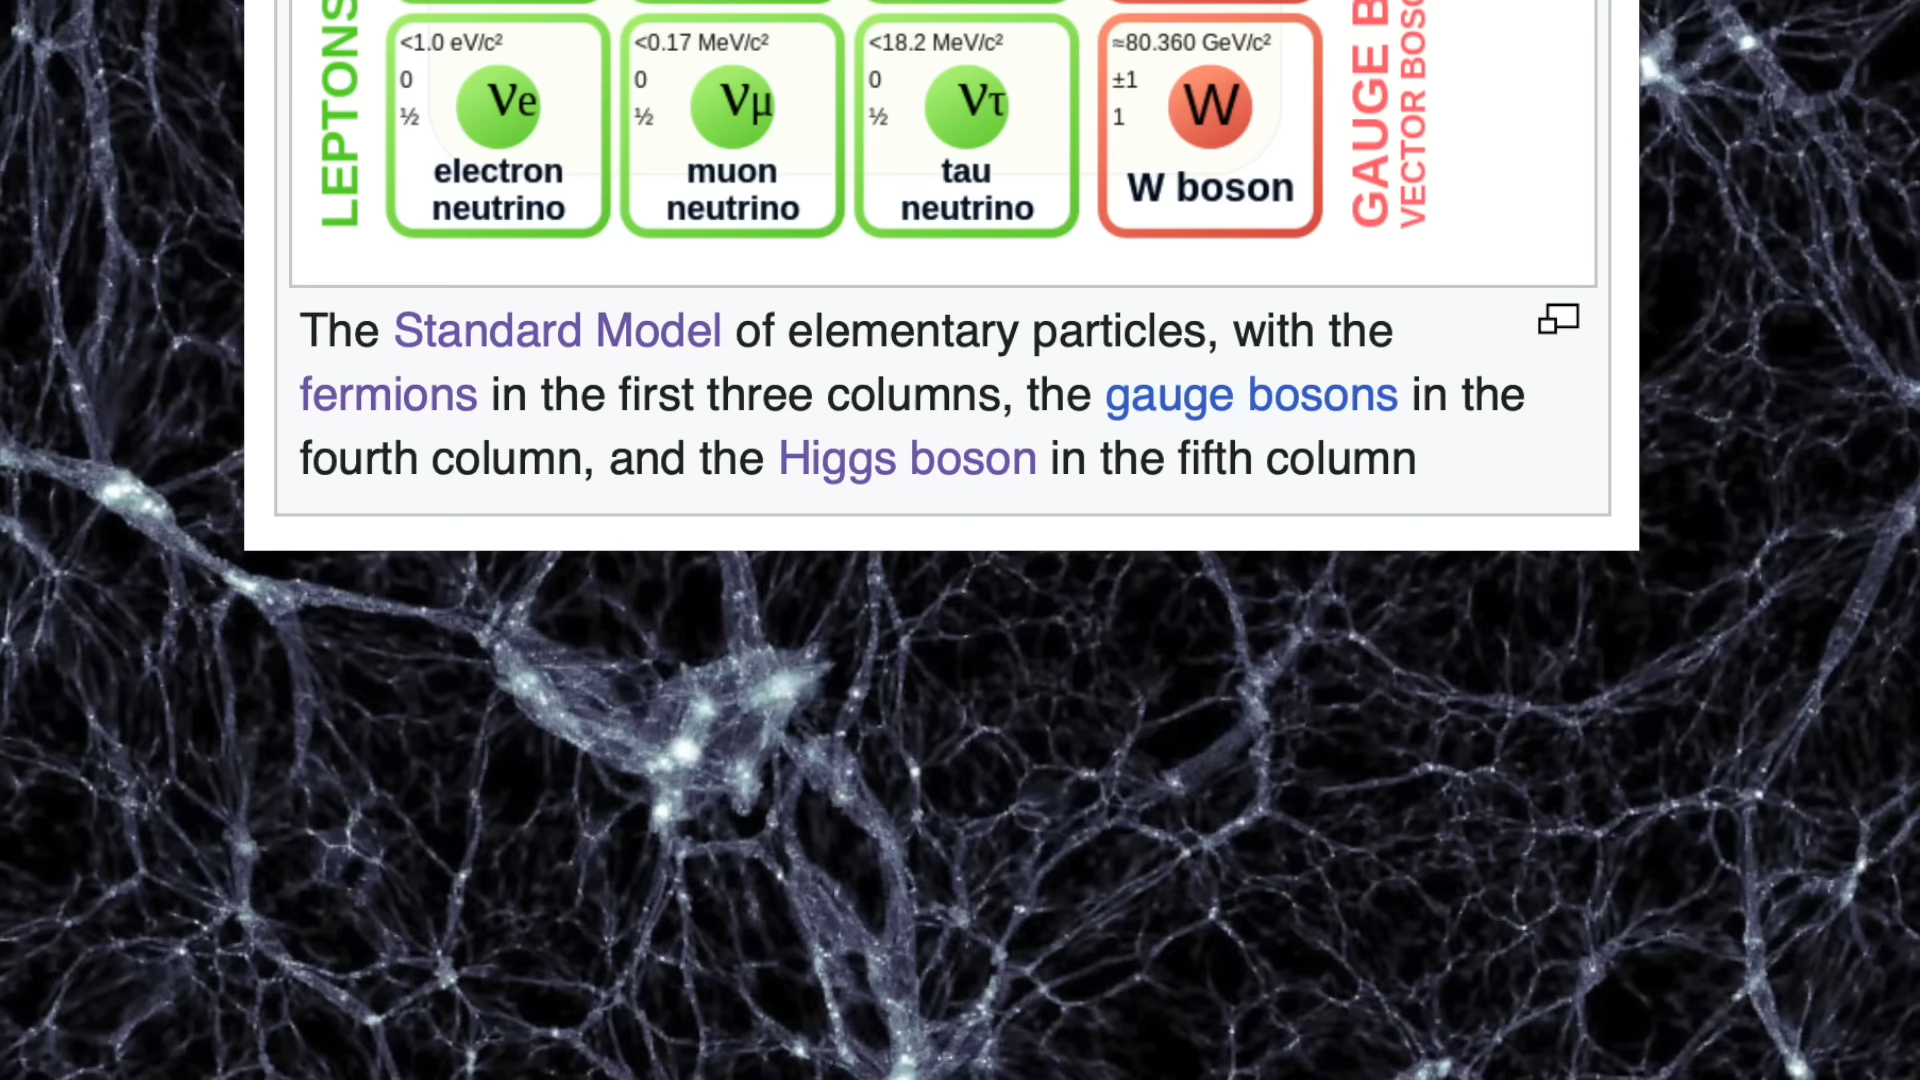 LEPTONS
<1.0 eV/c²
0
½
νe
electron
neutrino
<0.17 MeV/c²
0
½
νμ
muon
neutrino
<18.2 MeV/c²
0
½
ντ
tau
neutrino
≈80.360 GeV/c²
±1
1
W
W boson
GAUGE B
VECTOR BOSO
The Standard Model of elementary particles, with the
fermions in the first three columns, the gauge bosons in the
fourth column, and the Higgs boson in the fifth column